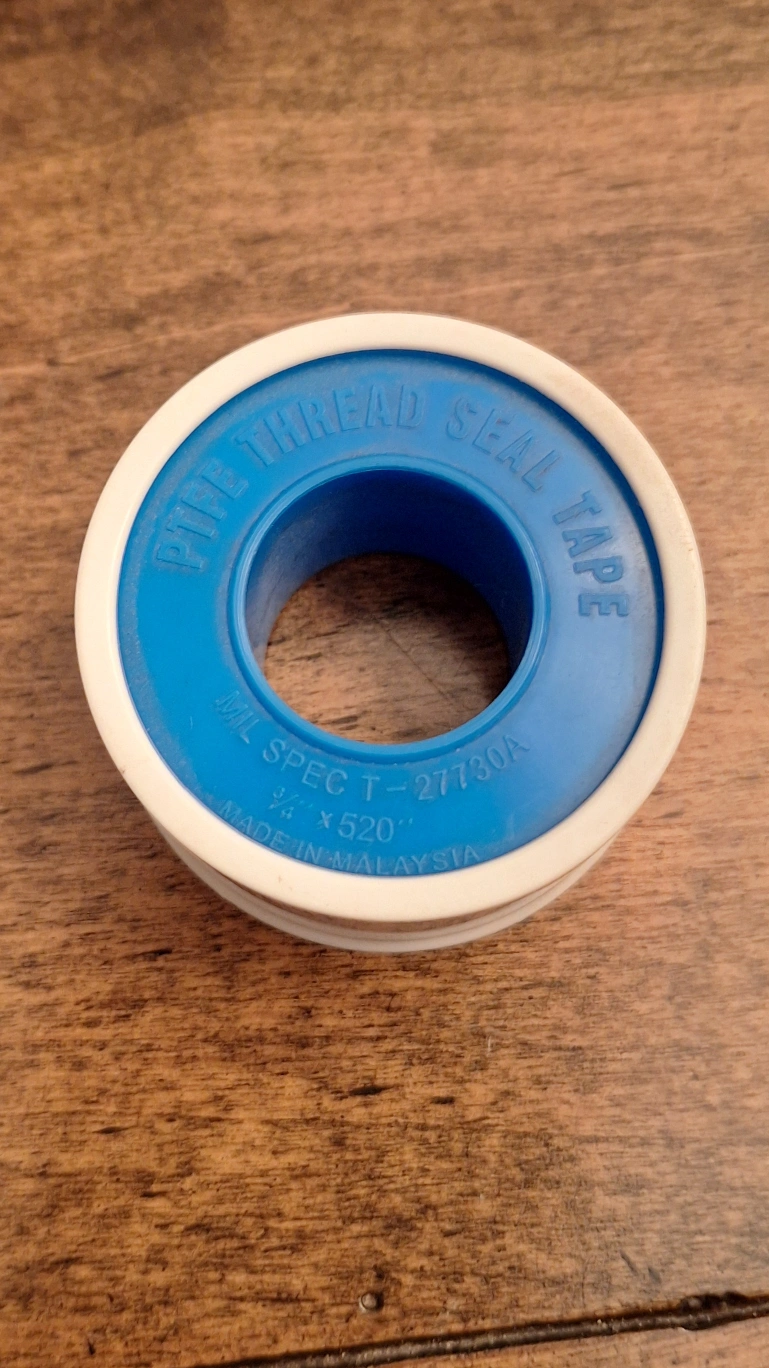 PTFE THREAD SEAL TAPE
MIL SPEC T-27730A
3/4" x 520"
MADE IN MALAYSIA